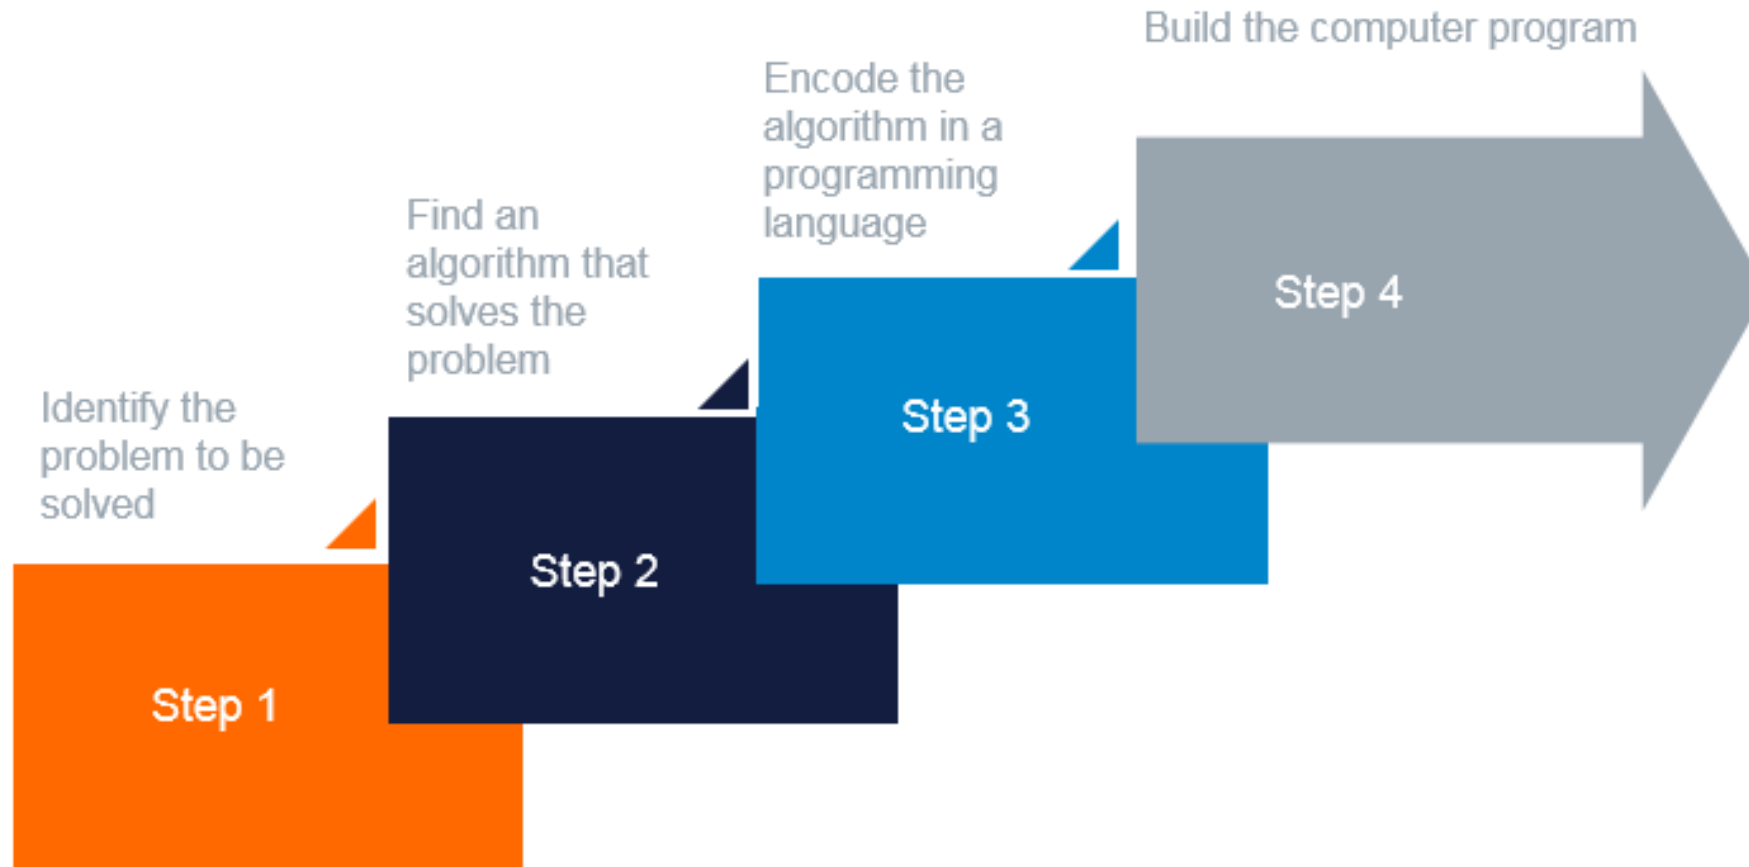 Identify the
problem to be
solved
Step 1
Find an
algorithm that
solves the
problem
Step 2
Encode the
algorithm in a
programming
language
Step 3
Build the computer program
Step 4